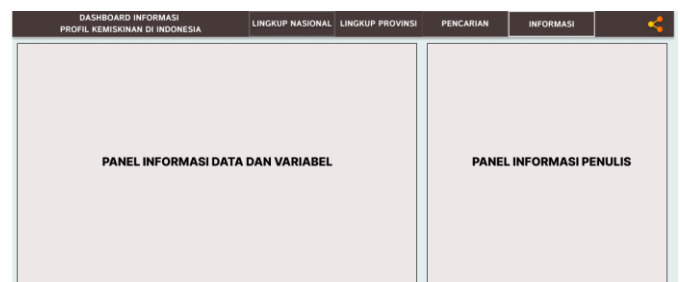 DASHBOARD INFORMASI
PROFIL KEMISKINAN DI INDONESIA
LINGKUP NASIONAL
LINGKUP PROVINSI
PENCARIAN
INFORMASI
PANEL INFORMASI DATA DAN VARIABEL
PANEL INFORMASI PENULIS